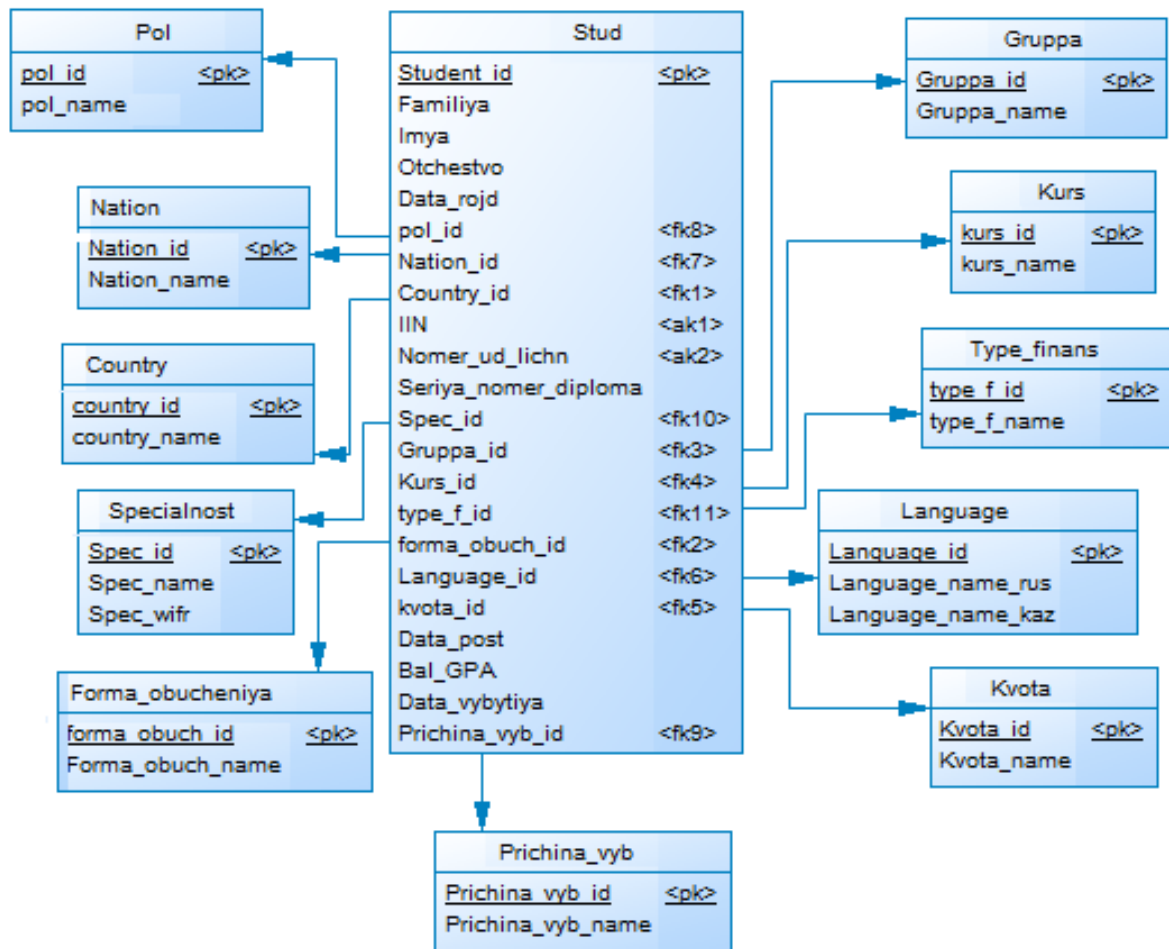 Pol
pol_id <pk>
pol_name
Nation
Nation_id <pk>
Nation_name
Country
country_id <pk>
country_name
Specialnost
Spec_id <pk>
Spec_name
Spec_wifr
Forma_obucheniya
forma_obuch_id <pk>
Forma_obuch_name
Stud
Student_id <pk>
Familiya
Imya
Otchestvo
Data_rojd
pol_id <fk8>
Nation_id <fk7>
Country_id <fk1>
IIN <ak1>
Nomer_ud_lichn <ak2>
Seriya_nomer_diploma
Spec_id <fk10>
Gruppa_id <fk3>
Kurs_id <fk4>
type_f_id <fk11>
forma_obuch_id <fk2>
Language_id <fk6>
kvota_id <fk5>
Data_post
Bal_GPA
Data_vybytiya
Prichina_vyb_id <fk9>
Gruppa
Gruppa_id <pk>
Gruppa_name
Kurs
kurs_id <pk>
kurs_name
Type_finans
type_f_id <pk>
type_f_name
Language
Language_id <pk>
Language_name_rus
Language_name_kaz
Kvota
Kvota_id <pk>
Kvota_name
Prichina_vyb
Prichina_vyb_id <pk>
Prichina_vyb_name